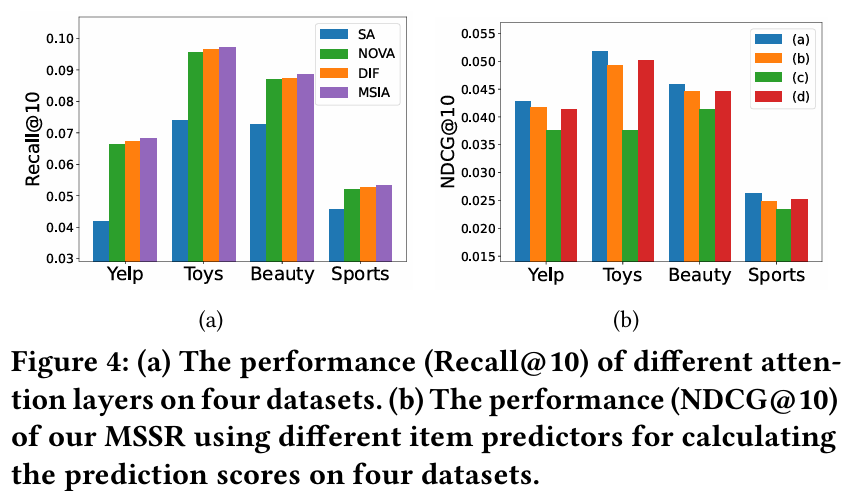 Recall@10
0.10
0.09
0.08
0.07
0.06
0.05
0.04
0.03
SA
NOVA
DIF
MSIA
Yelp Toys Beauty Sports
(a)
NDCG@10
0.055
0.050
0.045
0.040
0.035
0.030
0.025
0.020
0.015
(a)
(b)
(c)
(d)
Yelp Toys Beauty Sports
(b)
Figure 4: (a) The performance (Recall@10) of different atten-
tion layers on four datasets. (b) The performance (NDCG@10)
of our MSSR using different item predictors for calculating
the prediction scores on four datasets.